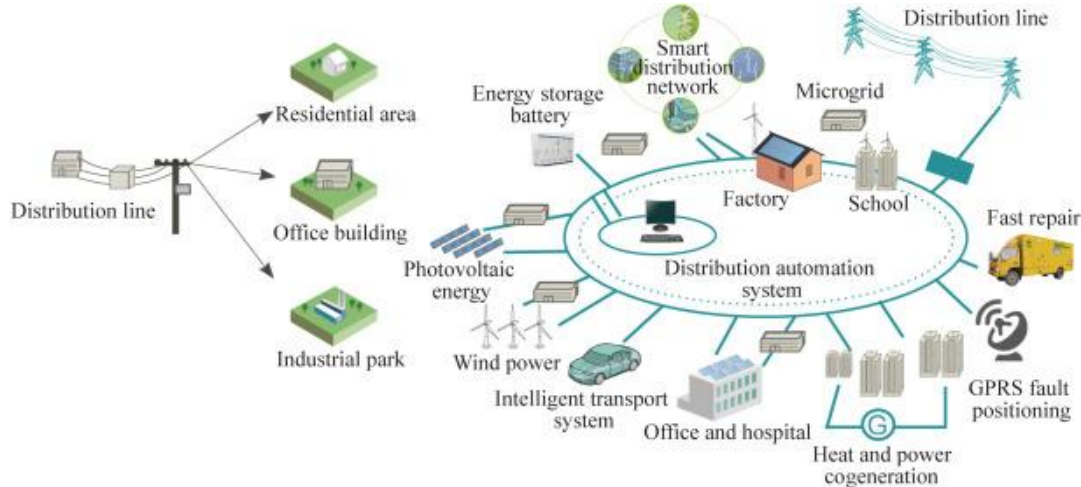 Distribution line
Residential area
Office building
Industrial park
Smart
distribution
network
Distribution line
Energy storage
battery
Microgrid
Factory
School
Fast repair
Photovoltaic
energy
Distribution automation
system
Wind power
Intelligent transport
system
Office and hospital
GPRS fault
positioning
G
Heat and power
cogeneration